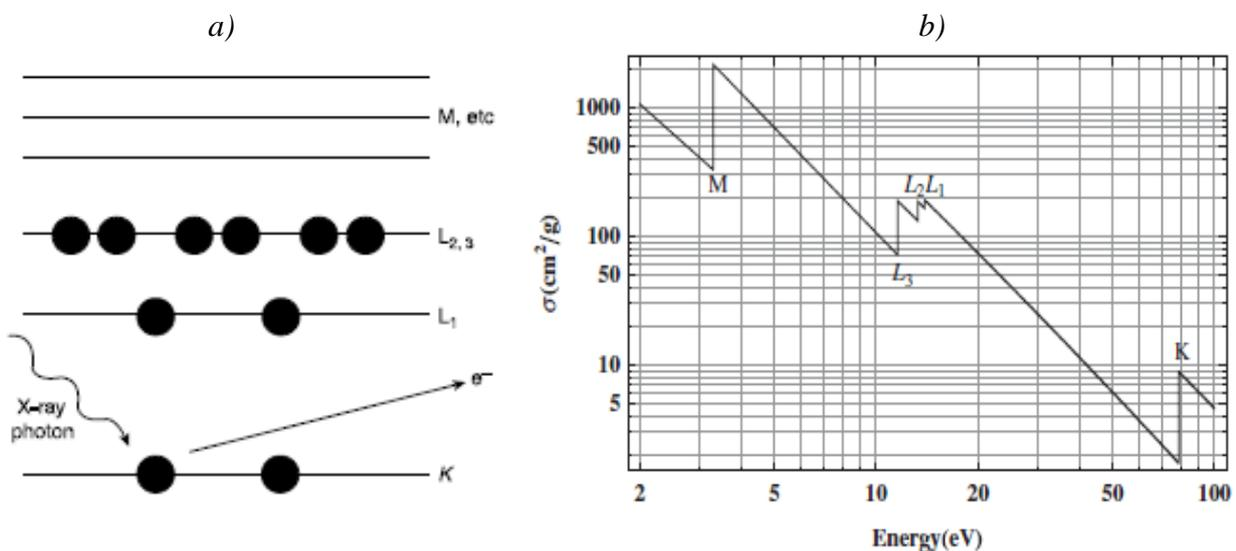 a)
M, etc
L2, 3
L1
X-ray
photon
e–
K
b)
σ(cm²/g)
1000
500
100
50
10
5
M
L3
L2L1
K
2
5
10
20
50
100
Energy(eV)